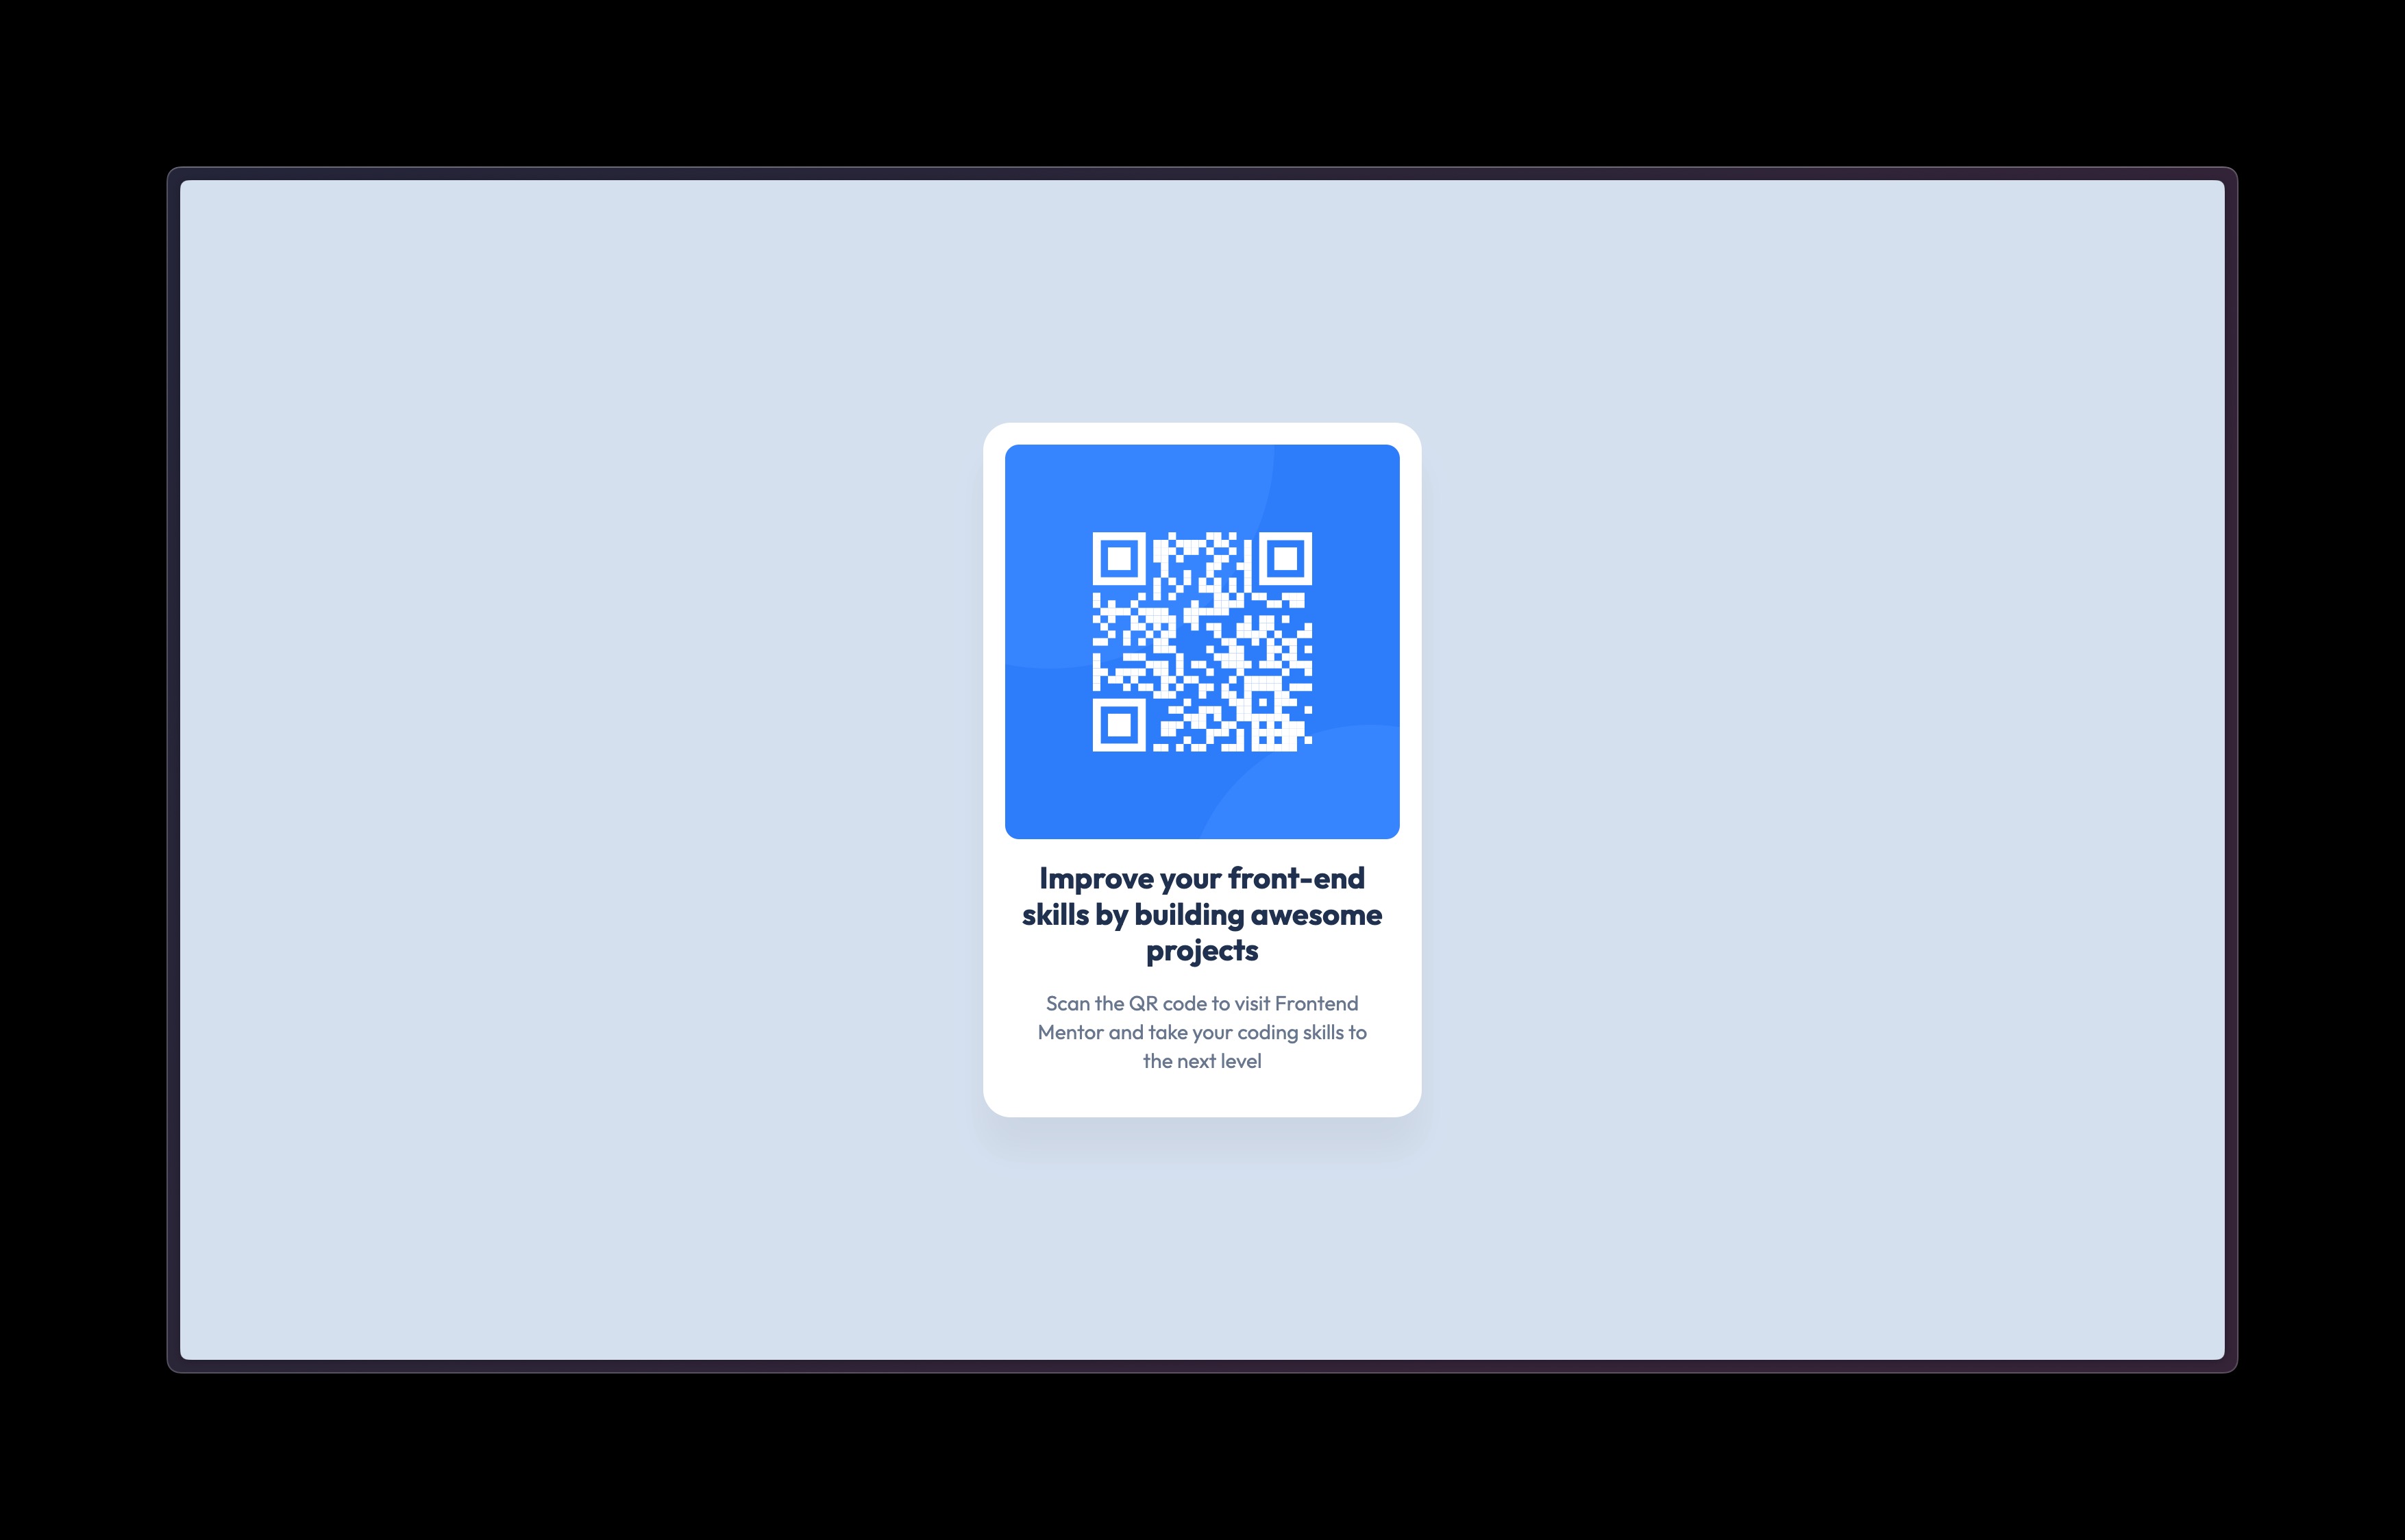 Improve your front-end
skills by building awesome
projects
Scan the QR code to visit Frontend
Mentor and take your coding skills to
the next level